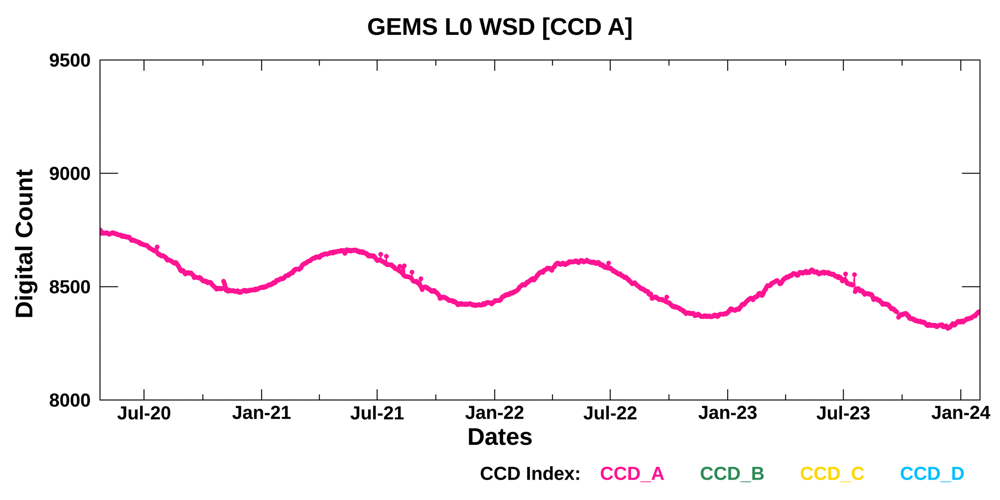 GEMS L0 WSD [CCD A]
9500
9000
8500
8000
Digital Count
Jul-20 Jan-21 Jul-21 Jan-22 Jul-22 Jan-23 Jul-23 Jan-24
Dates
CCD Index: CCD_A CCD_B CCD_C CCD_D